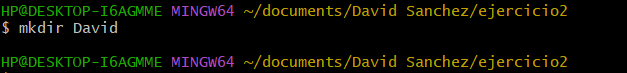 HP@DESKTOP-I6AGMME MINGW64 ~/documents/David Sanchez/ejercicio2
$ mkdir David
HP@DESKTOP-I6AGMME MINGW64 ~/documents/David Sanchez/ejercicio2